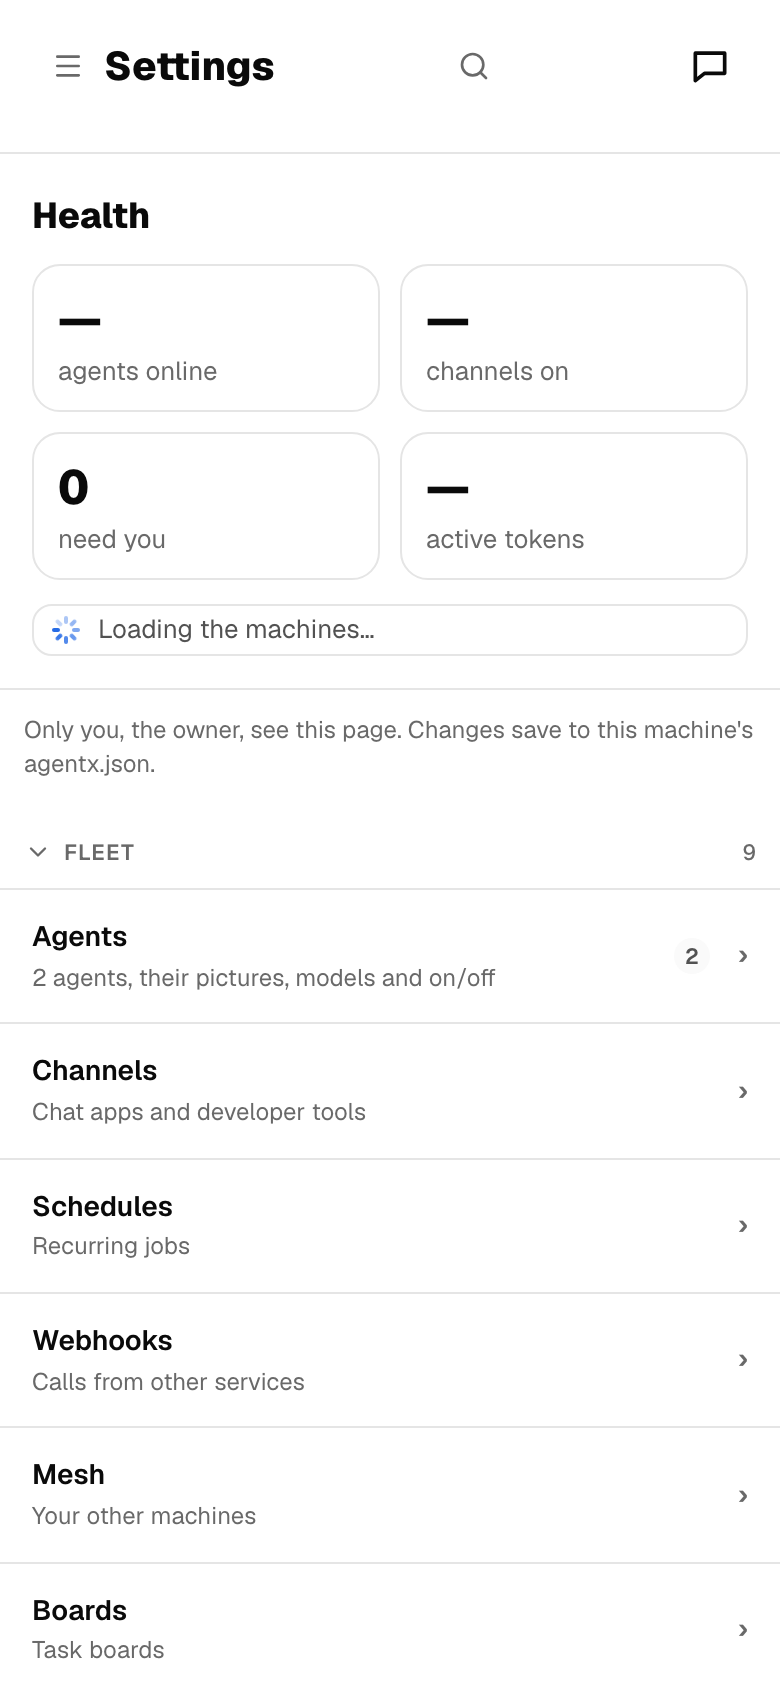 Settings
Health
—
agents online
—
channels on
0
need you
—
active tokens
Loading the machines…
Only you, the owner, see this page. Changes save to this machine's
agentx.json.
FLEET
9
Agents
2 agents, their pictures, models and on/off
2
Channels
Chat apps and developer tools
Schedules
Recurring jobs
Webhooks
Calls from other services
Mesh
Your other machines
Boards
Task boards